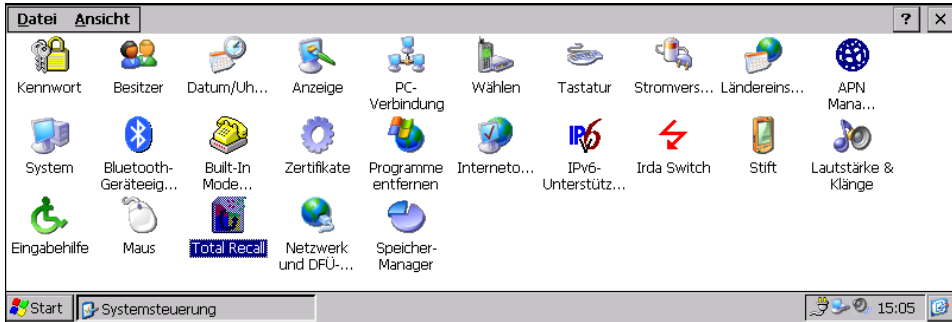 Datei Ansicht ?
Kennwort Besitzer Datum/Uh... Anzeige PC-Verbindung Wählen Tastatur Stromvers... Ländereins... APN Mana...
System Bluetooth-Geräteeig... Built-In Mode... Zertifikate Programme entfernen Interneto... IPv6-Unterstütz... Irda Switch Stift Lautstärke & Klänge
Eingabehilfe Maus Total Recall Netzwerk und DFÜ-... Speicher-Manager
Start Systemsteuerung 15:05